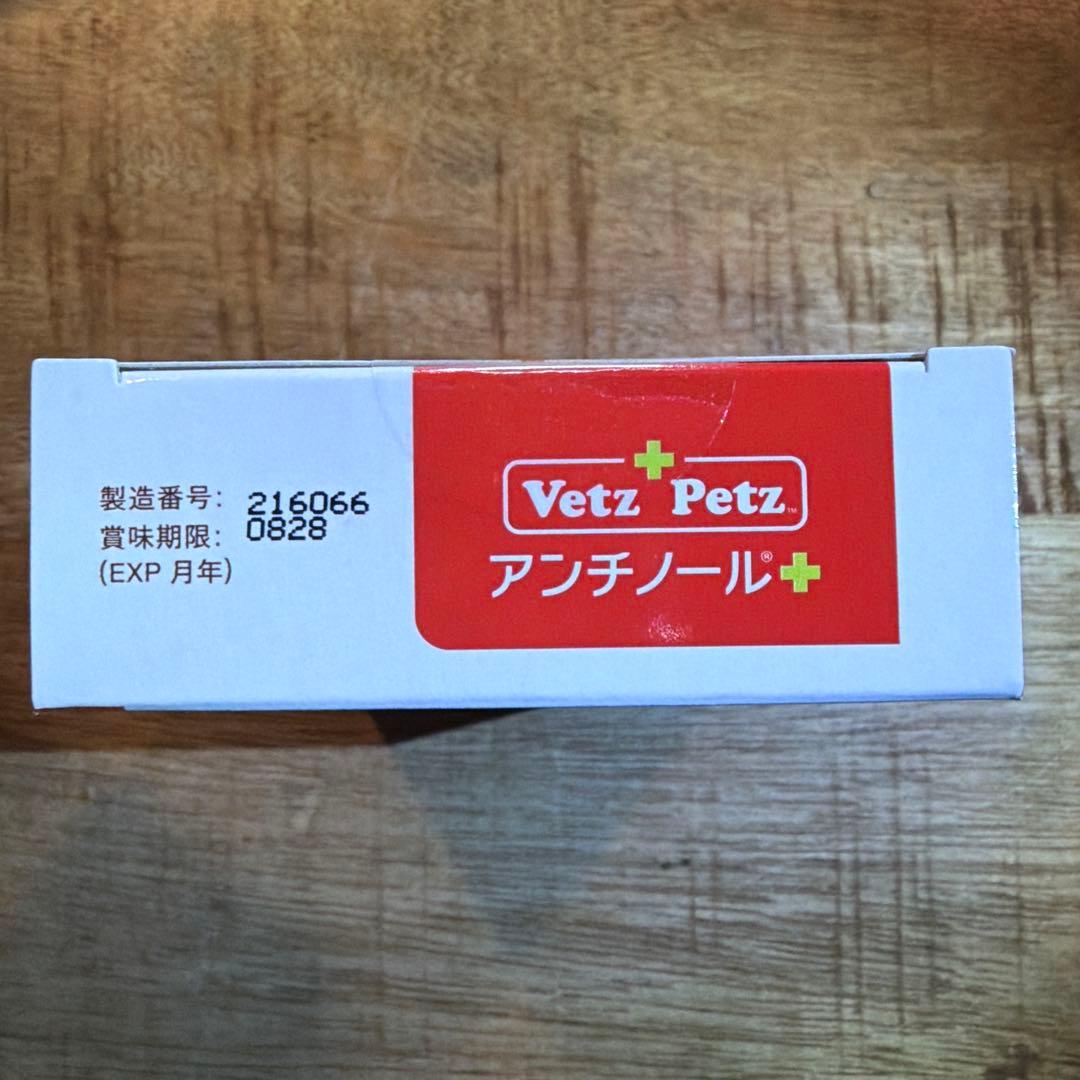 製造番号: 216066
賞味期限: 0828
(EXP 月年)
Vetz Petz™
アンチノール®+